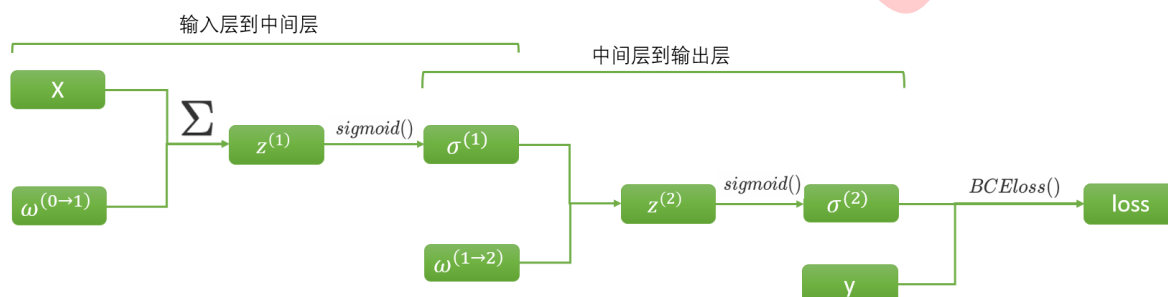 输入层到中间层
中间层到输出层
X
∑
z⁽¹⁾
sigmoid()
σ⁽¹⁾
ω⁽⁰→¹⁾
z⁽²⁾
sigmoid()
σ⁽²⁾
BCEloss()
loss
ω⁽¹→²⁾
y